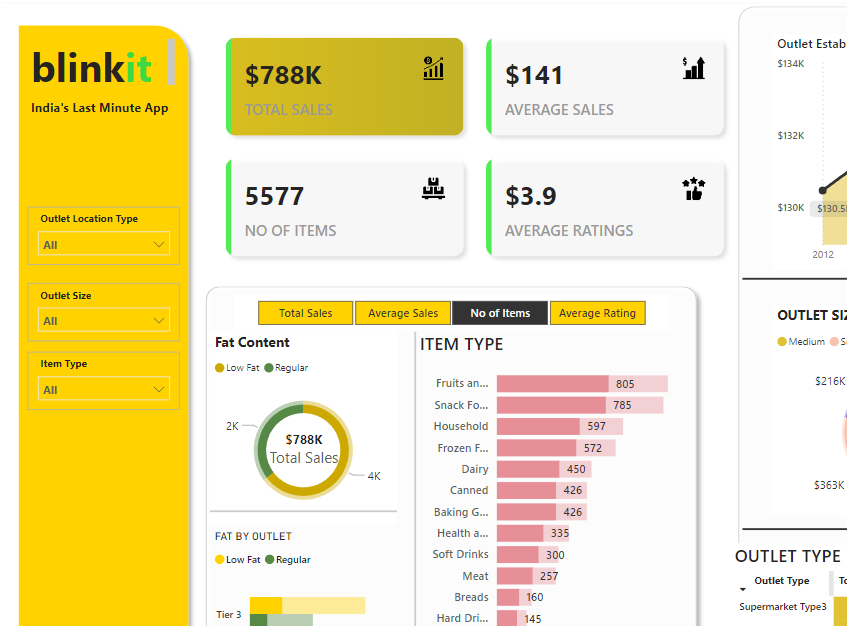 blinkit
India's Last Minute App
Outlet Location Type
All
Outlet Size
All
Item Type
All
$788K
TOTAL SALES
$141
AVERAGE SALES
5577
NO OF ITEMS
$3.9
AVERAGE RATINGS
Total Sales
Average Sales
No of Items
Average Rating
Fat Content
Low Fat
Regular
2K
$788K
Total Sales
4K
FAT BY OUTLET
Low Fat
Regular
Tier 3
ITEM TYPE
Fruits an... 805
Snack Fo... 785
Household 597
Frozen F... 572
Dairy 450
Canned 426
Baking G... 426
Health a... 335
Soft Drinks 300
Meat 257
Breads 160
Hard Dri... 145
Outlet Estab
$134K
$132K
$130K
$130.5
2012
OUTLET SIZ
Medium
S
$216K
$363K
OUTLET TYPE
Outlet Type
To
Supermarket Type3